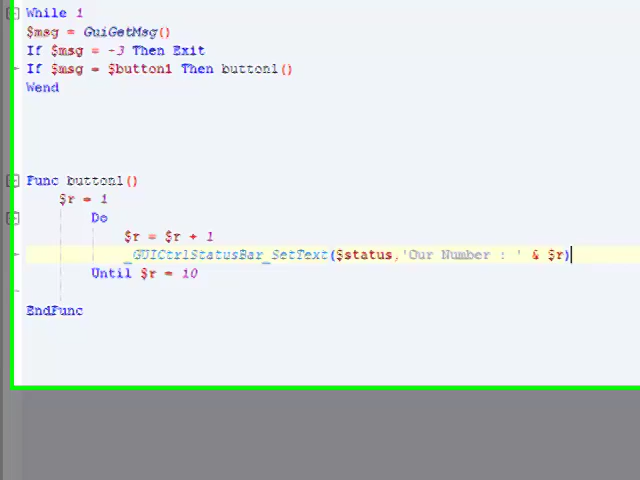 While 1
$msg = GuiGetMsg()
If $msg = -3 Then Exit
If $msg = $button1 Then button1()
Wend
Func button1()
$r = 1
Do
$r = $r + 1
_GUICtrlStatusBar_SetText($status,'Our Number : ' & $r)
Until $r = 10
EndFunc